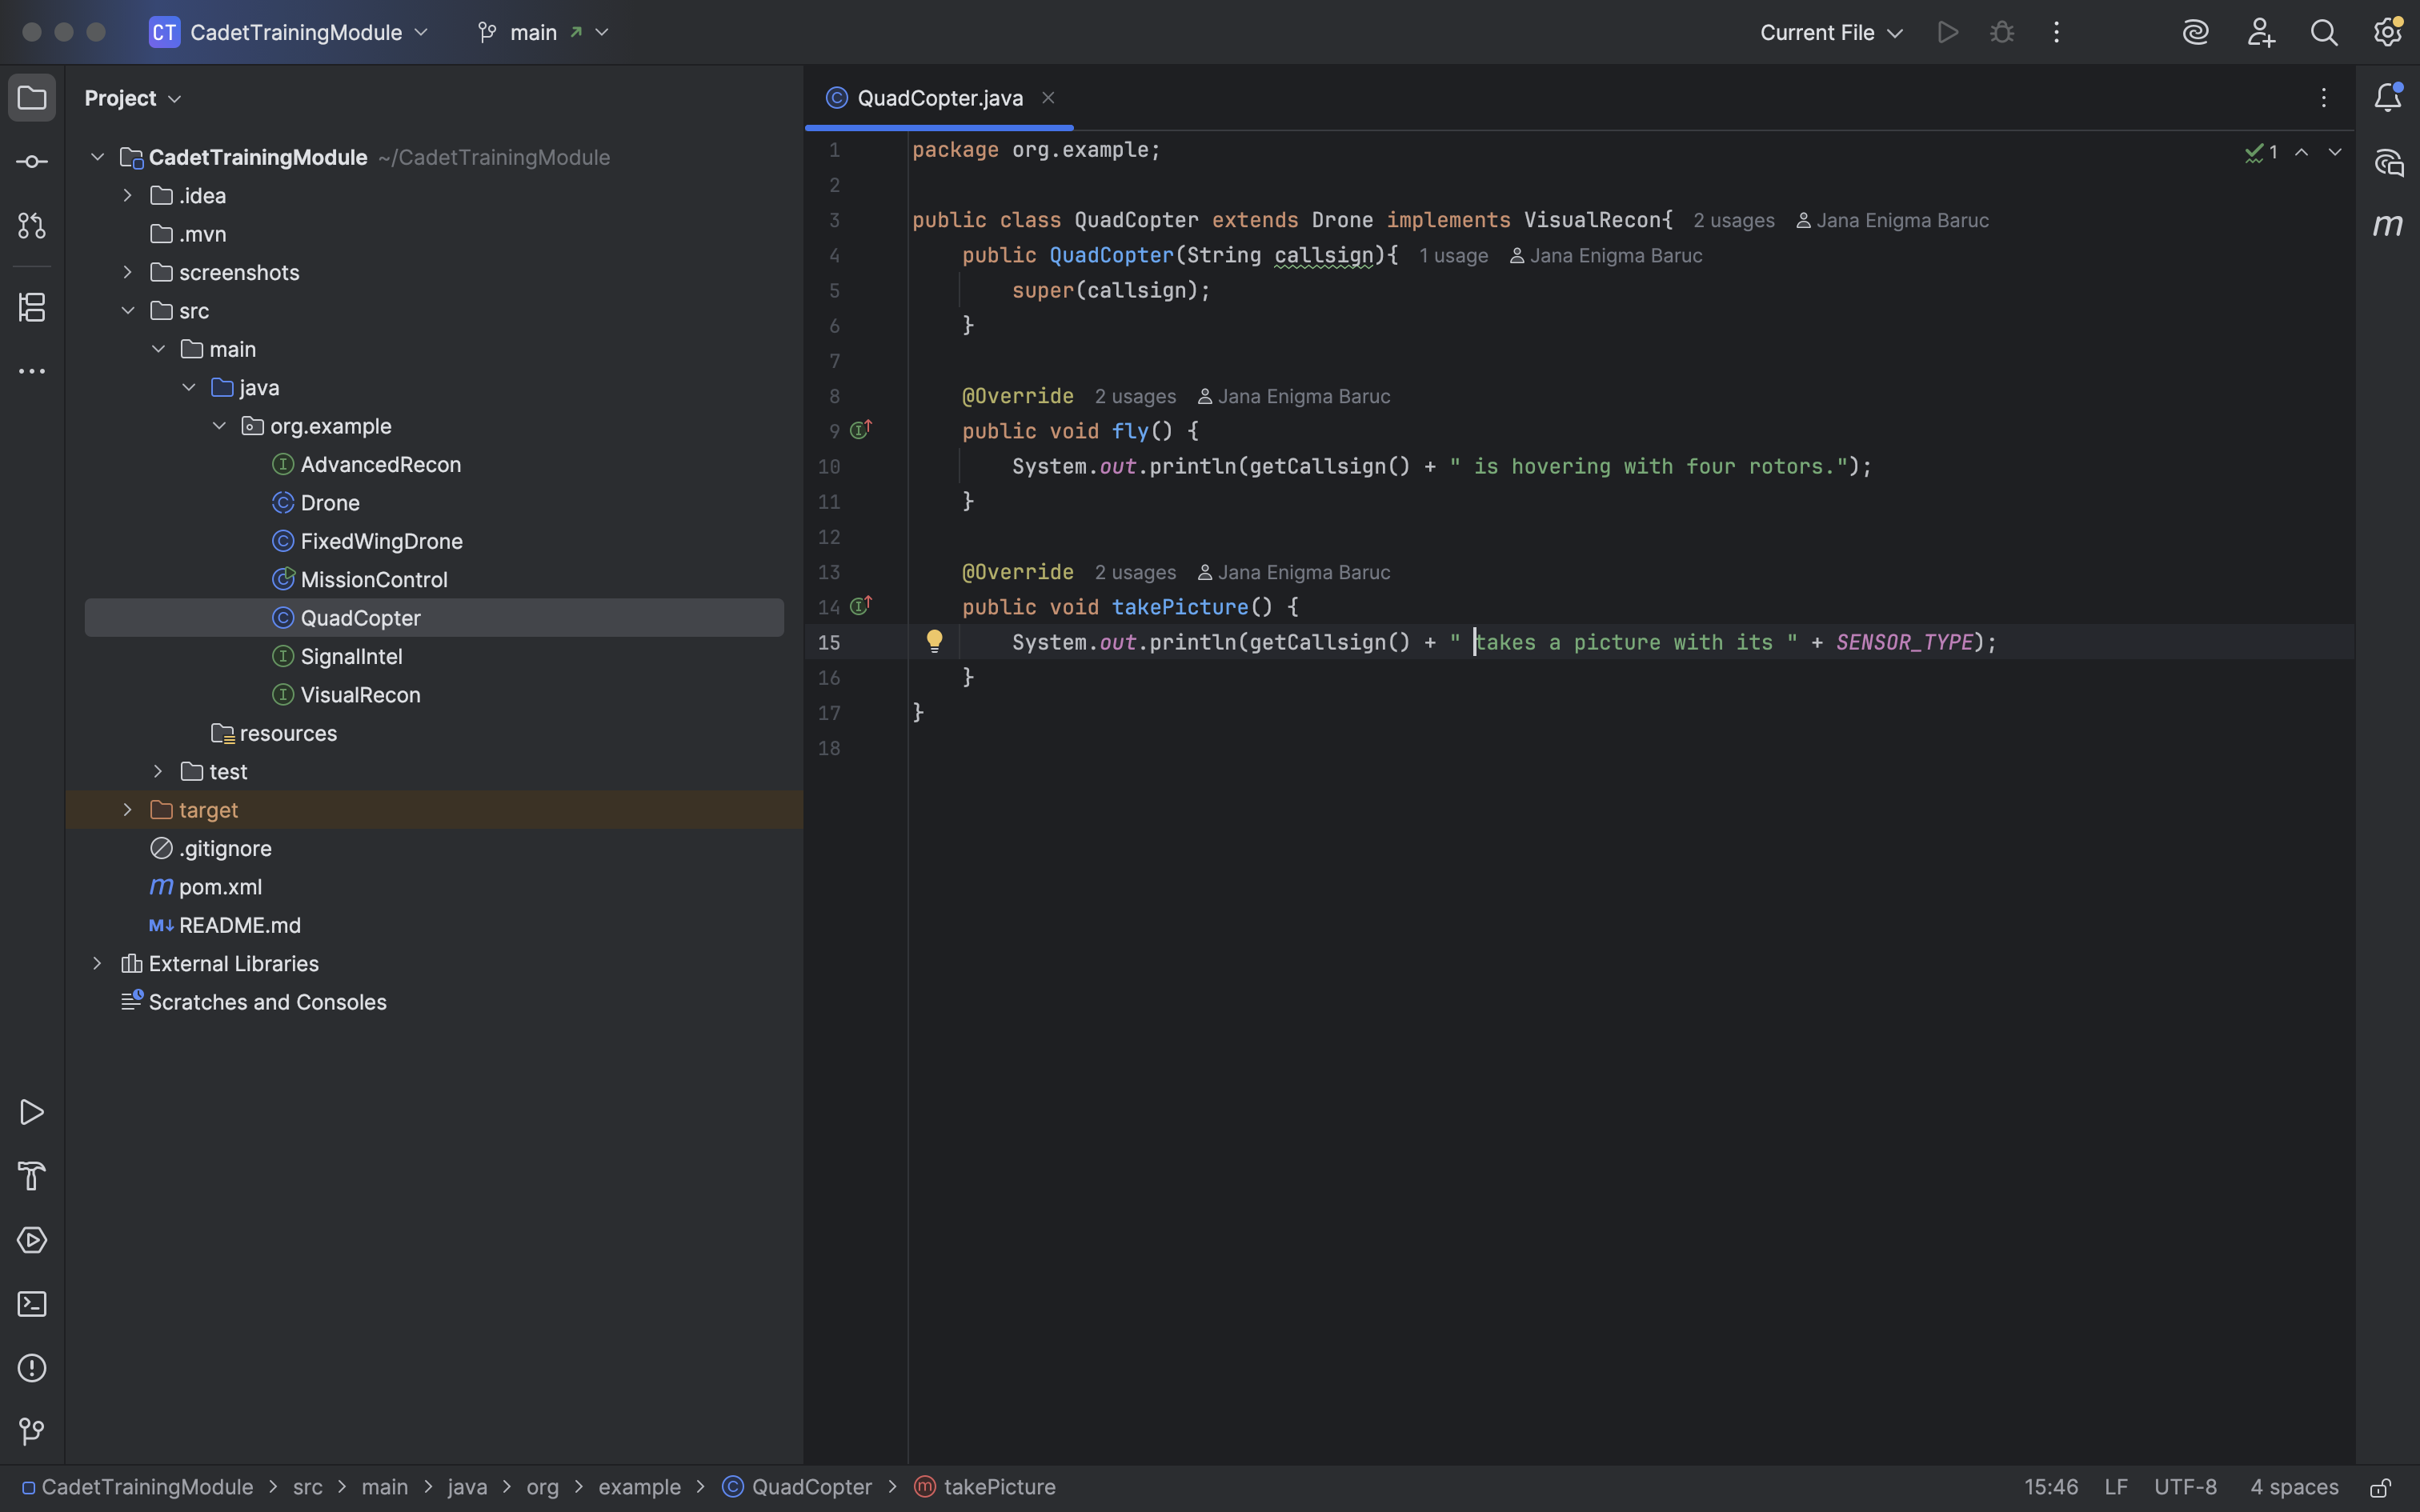 CT CadetTrainingModule main Current File
Project
CadetTrainingModule ~/CadetTrainingModule
.idea
.mvn
screenshots
src
main
java
org.example
AdvancedRecon
Drone
FixedWingDrone
MissionControl
QuadCopter
SignalIntel
VisualRecon
resources
test
target
.gitignore
pom.xml
README.md
External Libraries
Scratches and Consoles
QuadCopter.java
1 package org.example; 1
2
3 public class QuadCopter extends Drone implements VisualRecon{ 2 usages Jana Enigma Baruc
4 public QuadCopter(String callsign){ 1 usage Jana Enigma Baruc
5 super(callsign);
6 }
7
8 @Override 2 usages Jana Enigma Baruc
9 public void fly() {
10 System.out.println(getCallsign() + " is hovering with four rotors.");
11 }
12
13 @Override 2 usages Jana Enigma Baruc
14 public void takePicture() {
15 System.out.println(getCallsign() + " takes a picture with its " + SENSOR_TYPE);
16 }
17 }
18
CadetTrainingModule > src > main > java > org > example > QuadCopter > takePicture 15:46 LF UTF-8 4 spaces